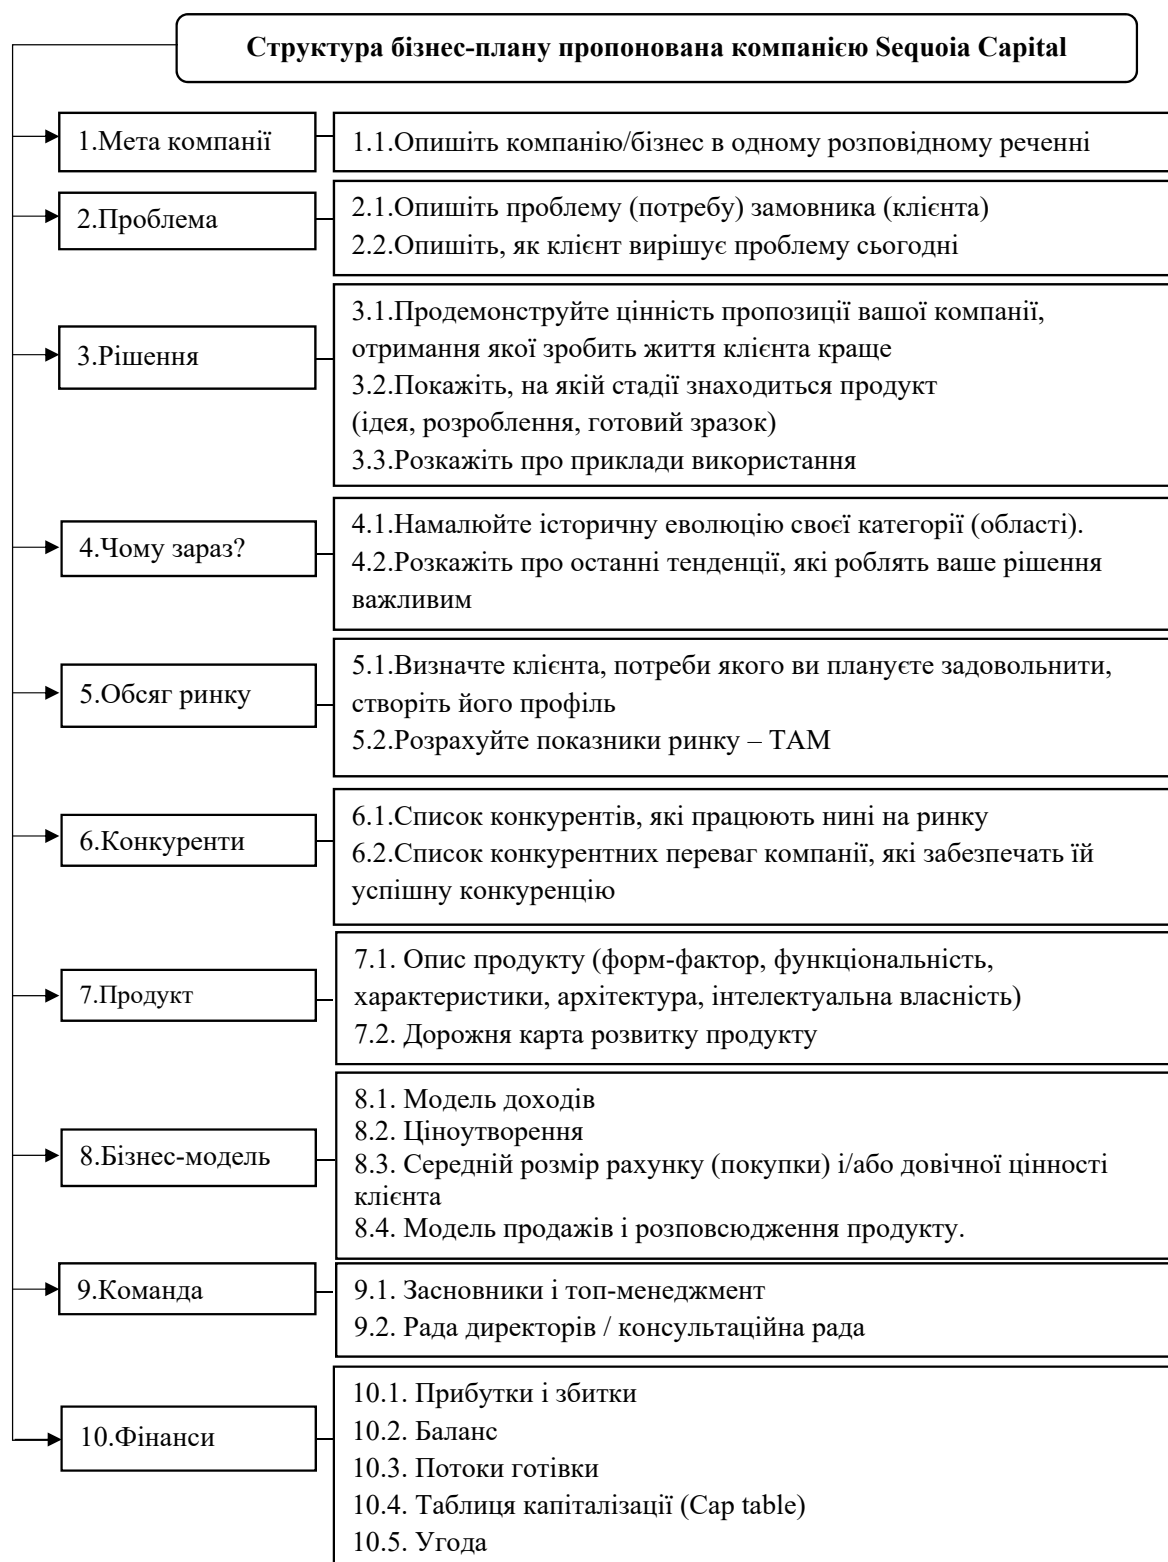 Структура бізнес-плану пропонована компанією Sequoia Capital
1.Мета компанії
1.1.Опишіть компанію/бізнес в одному розповідному реченні
2.Проблема
2.1.Опишіть проблему (потребу) замовника (клієнта)
2.2.Опишіть, як клієнт вирішує проблему сьогодні
3.Рішення
3.1.Продемонструйте цінність пропозиції вашої компанії,
отримання якої зробить життя клієнта краще
3.2.Покажіть, на якій стадії знаходиться продукт
(ідея, розроблення, готовий зразок)
3.3.Розкажіть про приклади використання
4.Чому зараз?
4.1.Намалюйте історичну еволюцію своєї категорії (області).
4.2.Розкажіть про останні тенденції, які роблять ваше рішення
важливим
5.Обсяг ринку
5.1.Визначте клієнта, потреби якого ви плануєте задовольнити,
створіть його профіль
5.2.Розрахуйте показники ринку – ТАМ
6.Конкуренти
6.1.Список конкурентів, які працюють нині на ринку
6.2.Список конкурентних переваг компанії, які забезпечать їй
успішну конкуренцію
7.Продукт
7.1. Опис продукту (форм-фактор, функціональність,
характеристики, архітектура, інтелектуальна власність)
7.2. Дорожня карта розвитку продукту
8.Бізнес-модель
8.1. Модель доходів
8.2. Ціноутворення
8.3. Середній розмір рахунку (покупки) і/або довічної цінності
клієнта
8.4. Модель продажів і розповсюдження продукту.
9.Команда
9.1. Засновники і топ-менеджмент
9.2. Рада директорів / консультаційна рада
10.Фінанси
10.1. Прибутки і збитки
10.2. Баланс
10.3. Потоки готівки
10.4. Таблиця капіталізації (Cap table)
10.5. Угода